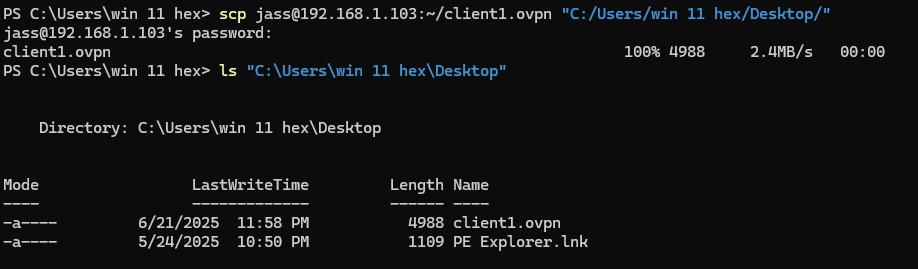 PS C:\Users\win 11 hex> scp jass@192.168.1.103:~/client1.ovpn "C:/Users/win 11 hex/Desktop/"
jass@192.168.1.103's password:
client1.ovpn 100% 4988 2.4MB/s 00:00
PS C:\Users\win 11 hex> ls "C:\Users\win 11 hex\Desktop"
Directory: C:\Users\win 11 hex\Desktop
Mode LastWriteTime Length Name
---- ------------- ------ ----
-a---- 6/21/2025 11:58 PM 4988 client1.ovpn
-a---- 5/24/2025 10:50 PM 1109 PE Explorer.lnk